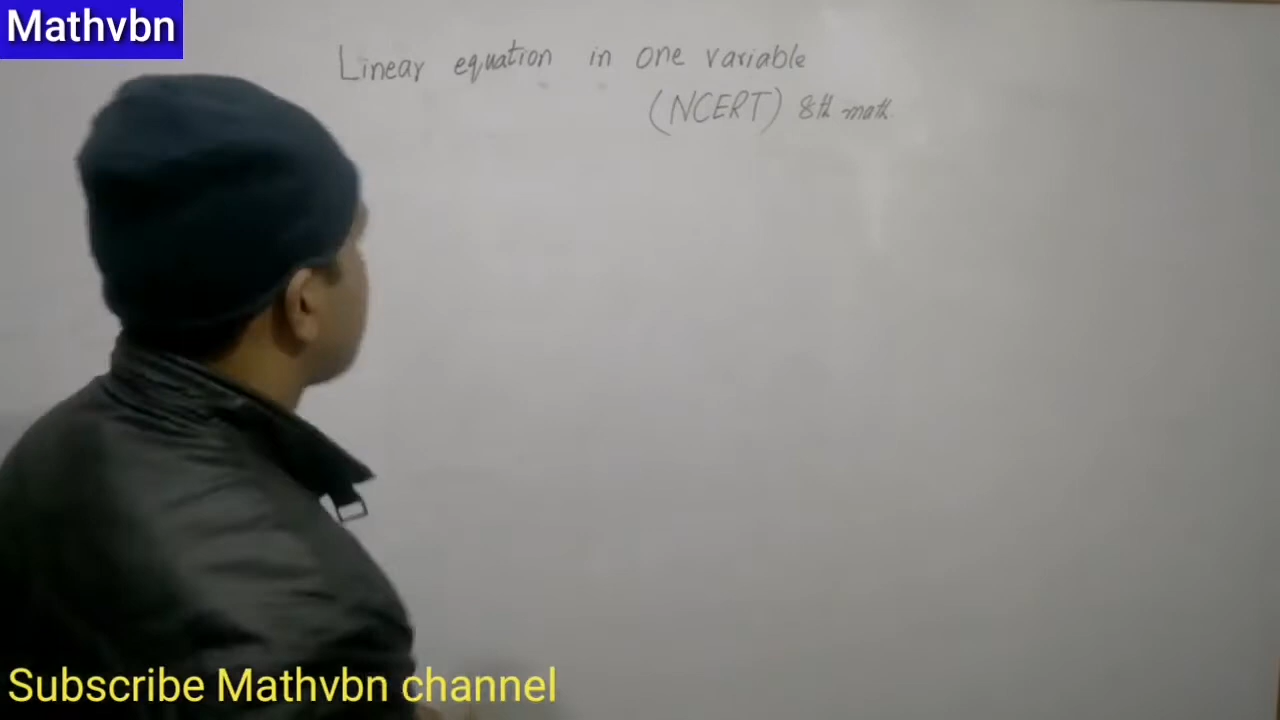 Mathvbn
Linear equation in one variable
(NCERT) 8th math.
Subscribe Mathvbn channel